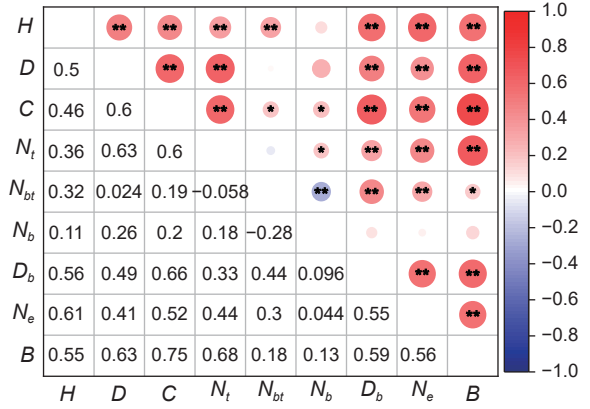 H ** ** ** ** ** ** **
D 0.5 ** ** ** ** **
C 0.46 0.6 ** * * ** ** **
Nt 0.36 0.63 0.6 * ** ** **
Nbt 0.32 0.024 0.19 −0.058 ** ** ** *
Nb 0.11 0.26 0.2 0.18 −0.28
Db 0.56 0.49 0.66 0.33 0.44 0.096 ** **
Ne 0.61 0.41 0.52 0.44 0.3 0.044 0.55 **
B 0.55 0.63 0.75 0.68 0.18 0.13 0.59 0.56
H D C Nt Nbt Nb Db Ne B
1.0
0.8
0.6
0.4
0.2
0.0
−0.2
−0.4
−0.6
−0.8
−1.0